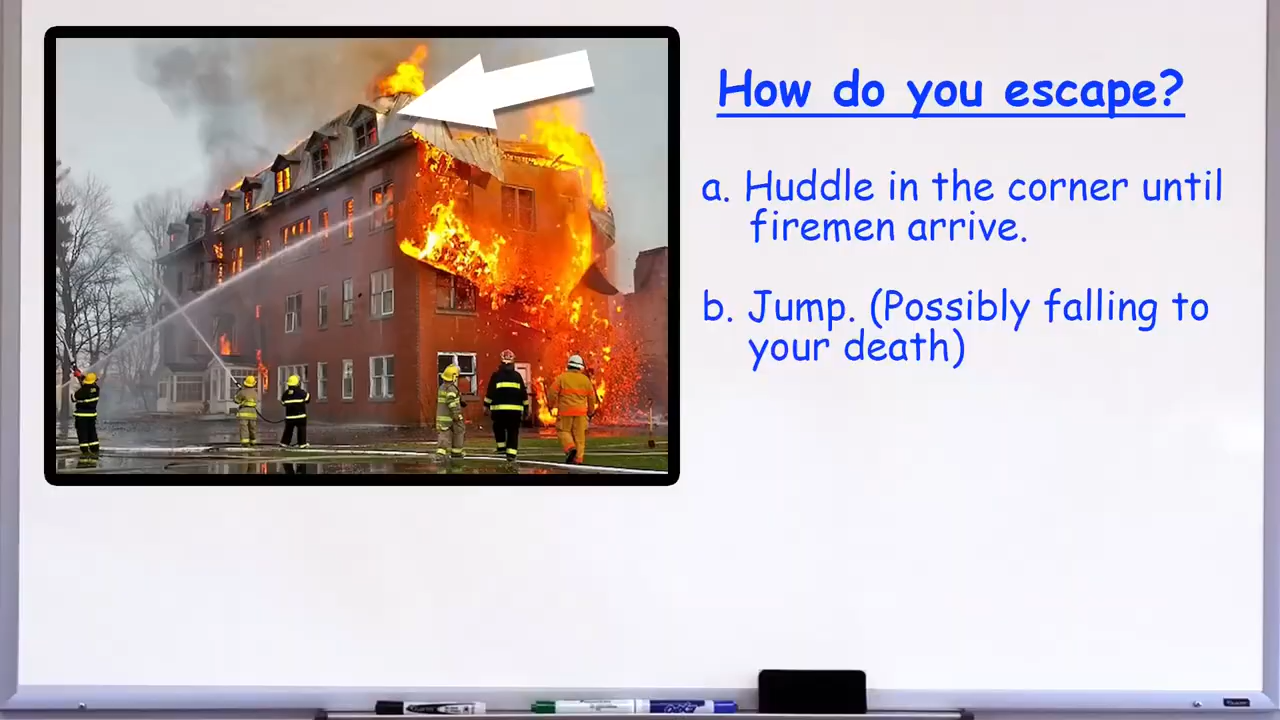 How do you escape?
a. Huddle in the corner until
firemen arrive.
b. Jump. (Possibly falling to
your death)